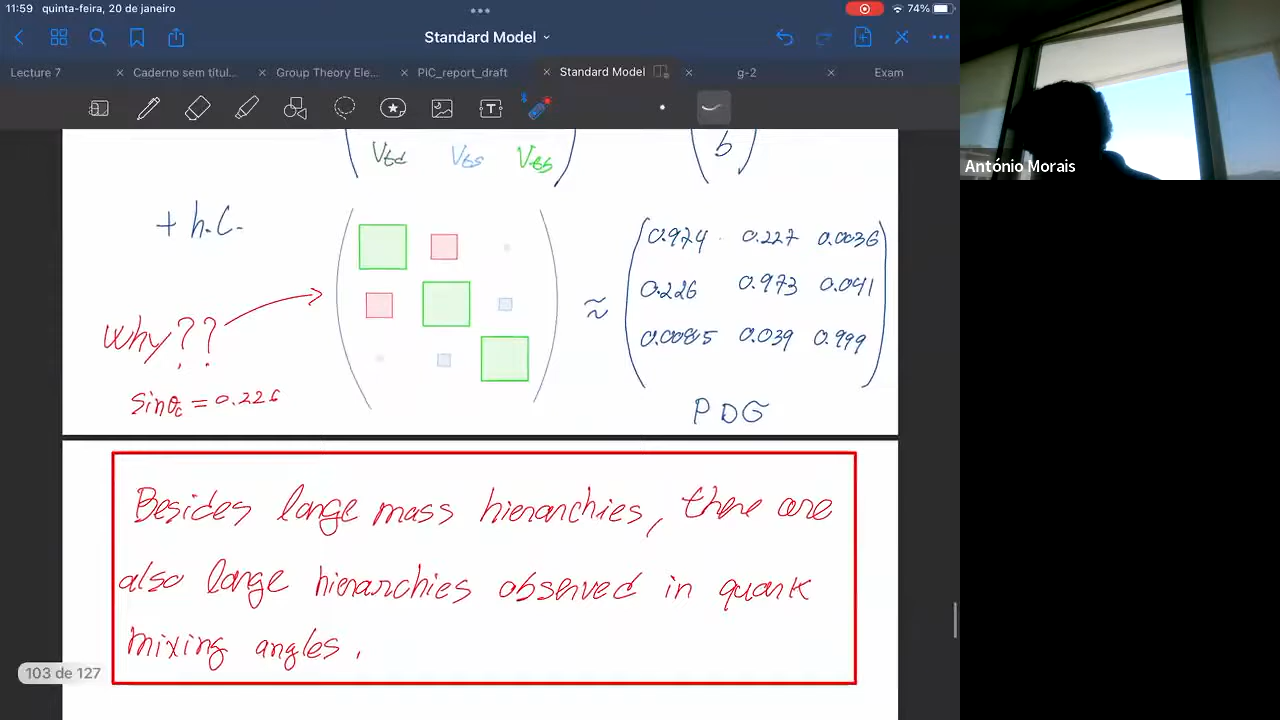 11:59 quinta-feira, 20 de janeiro
74%
Standard Model
Lecture 7 × Caderno sem títul... × Group Theory Ele... × PIC_report_draft × Standard Model × g-2 × Exam
António Morais
Vtd Vts Vtb b
+ h.c.
0.974 0.227 0.0036
0.226 0.973 0.041
≈
Why??
0.0085 0.039 0.999
sinθc = 0.226
PDG
Besides large mass hierarchies, there are
also large hierarchies observed in quark
mixing angles.
103 de 127